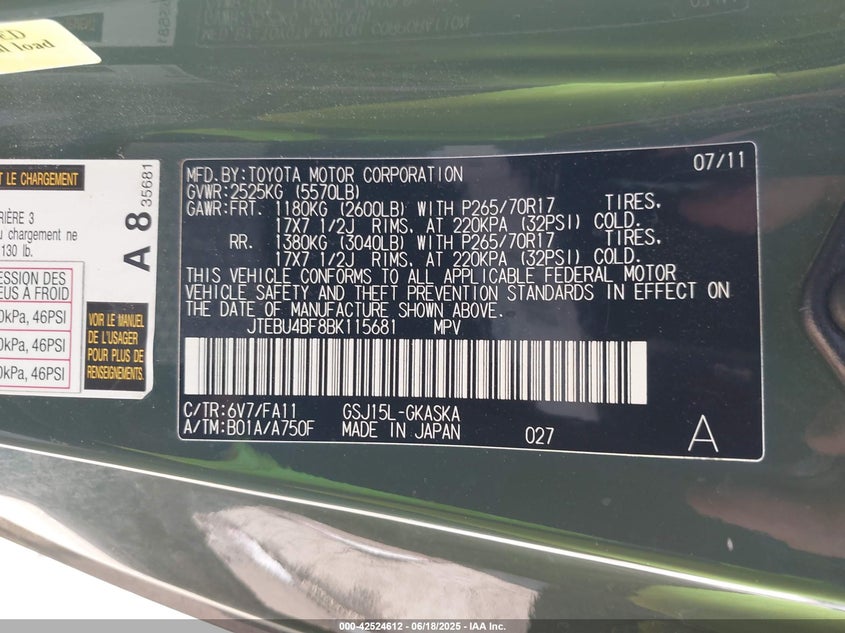 ED
l load
T LE CHARGEMENT
RIÈRE 3
u chargement ne
130 lb.
ESSION DES
EUS A FROID
0kPa, 46PSI
0kPa, 46PSI
0kPa, 46PSI
A 8 35681
VOIR LE MANUEL
DE L'USAGER
POUR PLUS DE
RENSEIGNEMENTS.
MFD.BY:TOYOTA MOTOR CORPORATION 07/11
GVWR:2525KG (5570LB)
GAWR:FRT. 1180KG (2600LB) WITH P265/70R17 TIRES.
17X7 1/2J RIMS, AT 220KPA (32PSI) COLD.
RR. 1380KG (3040LB) WITH P265/70R17 TIRES.
17X7 1/2J RIMS, AT 220KPA (32PSI) COLD.
THIS VEHICLE CONFORMS TO ALL APPLICABLE FEDERAL MOTOR
VEHICLE SAFETY AND THEFT PREVENTION STANDARDS IN EFFECT ON
THE DATE OF MANUFACTURE SHOWN ABOVE.
JTEBU4BF8BK115681 MPV
C/TR:6V7/FA11 GSJ15L-GKASKA
A/TM:B01A/A750F MADE IN JAPAN 027 A
000-42524612 - 06/18/2025 - IAA Inc.